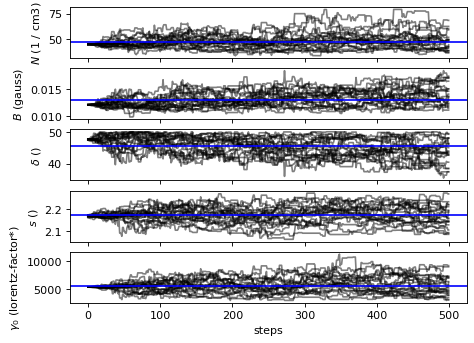 75
50
N (1 / cm3)
0.015
0.010
B (gauss)
50
40
δ ()
2.2
2.1
s ()
10000
5000
γ₀ (lorentz-factor*)
0 100 200 300 400 500
steps